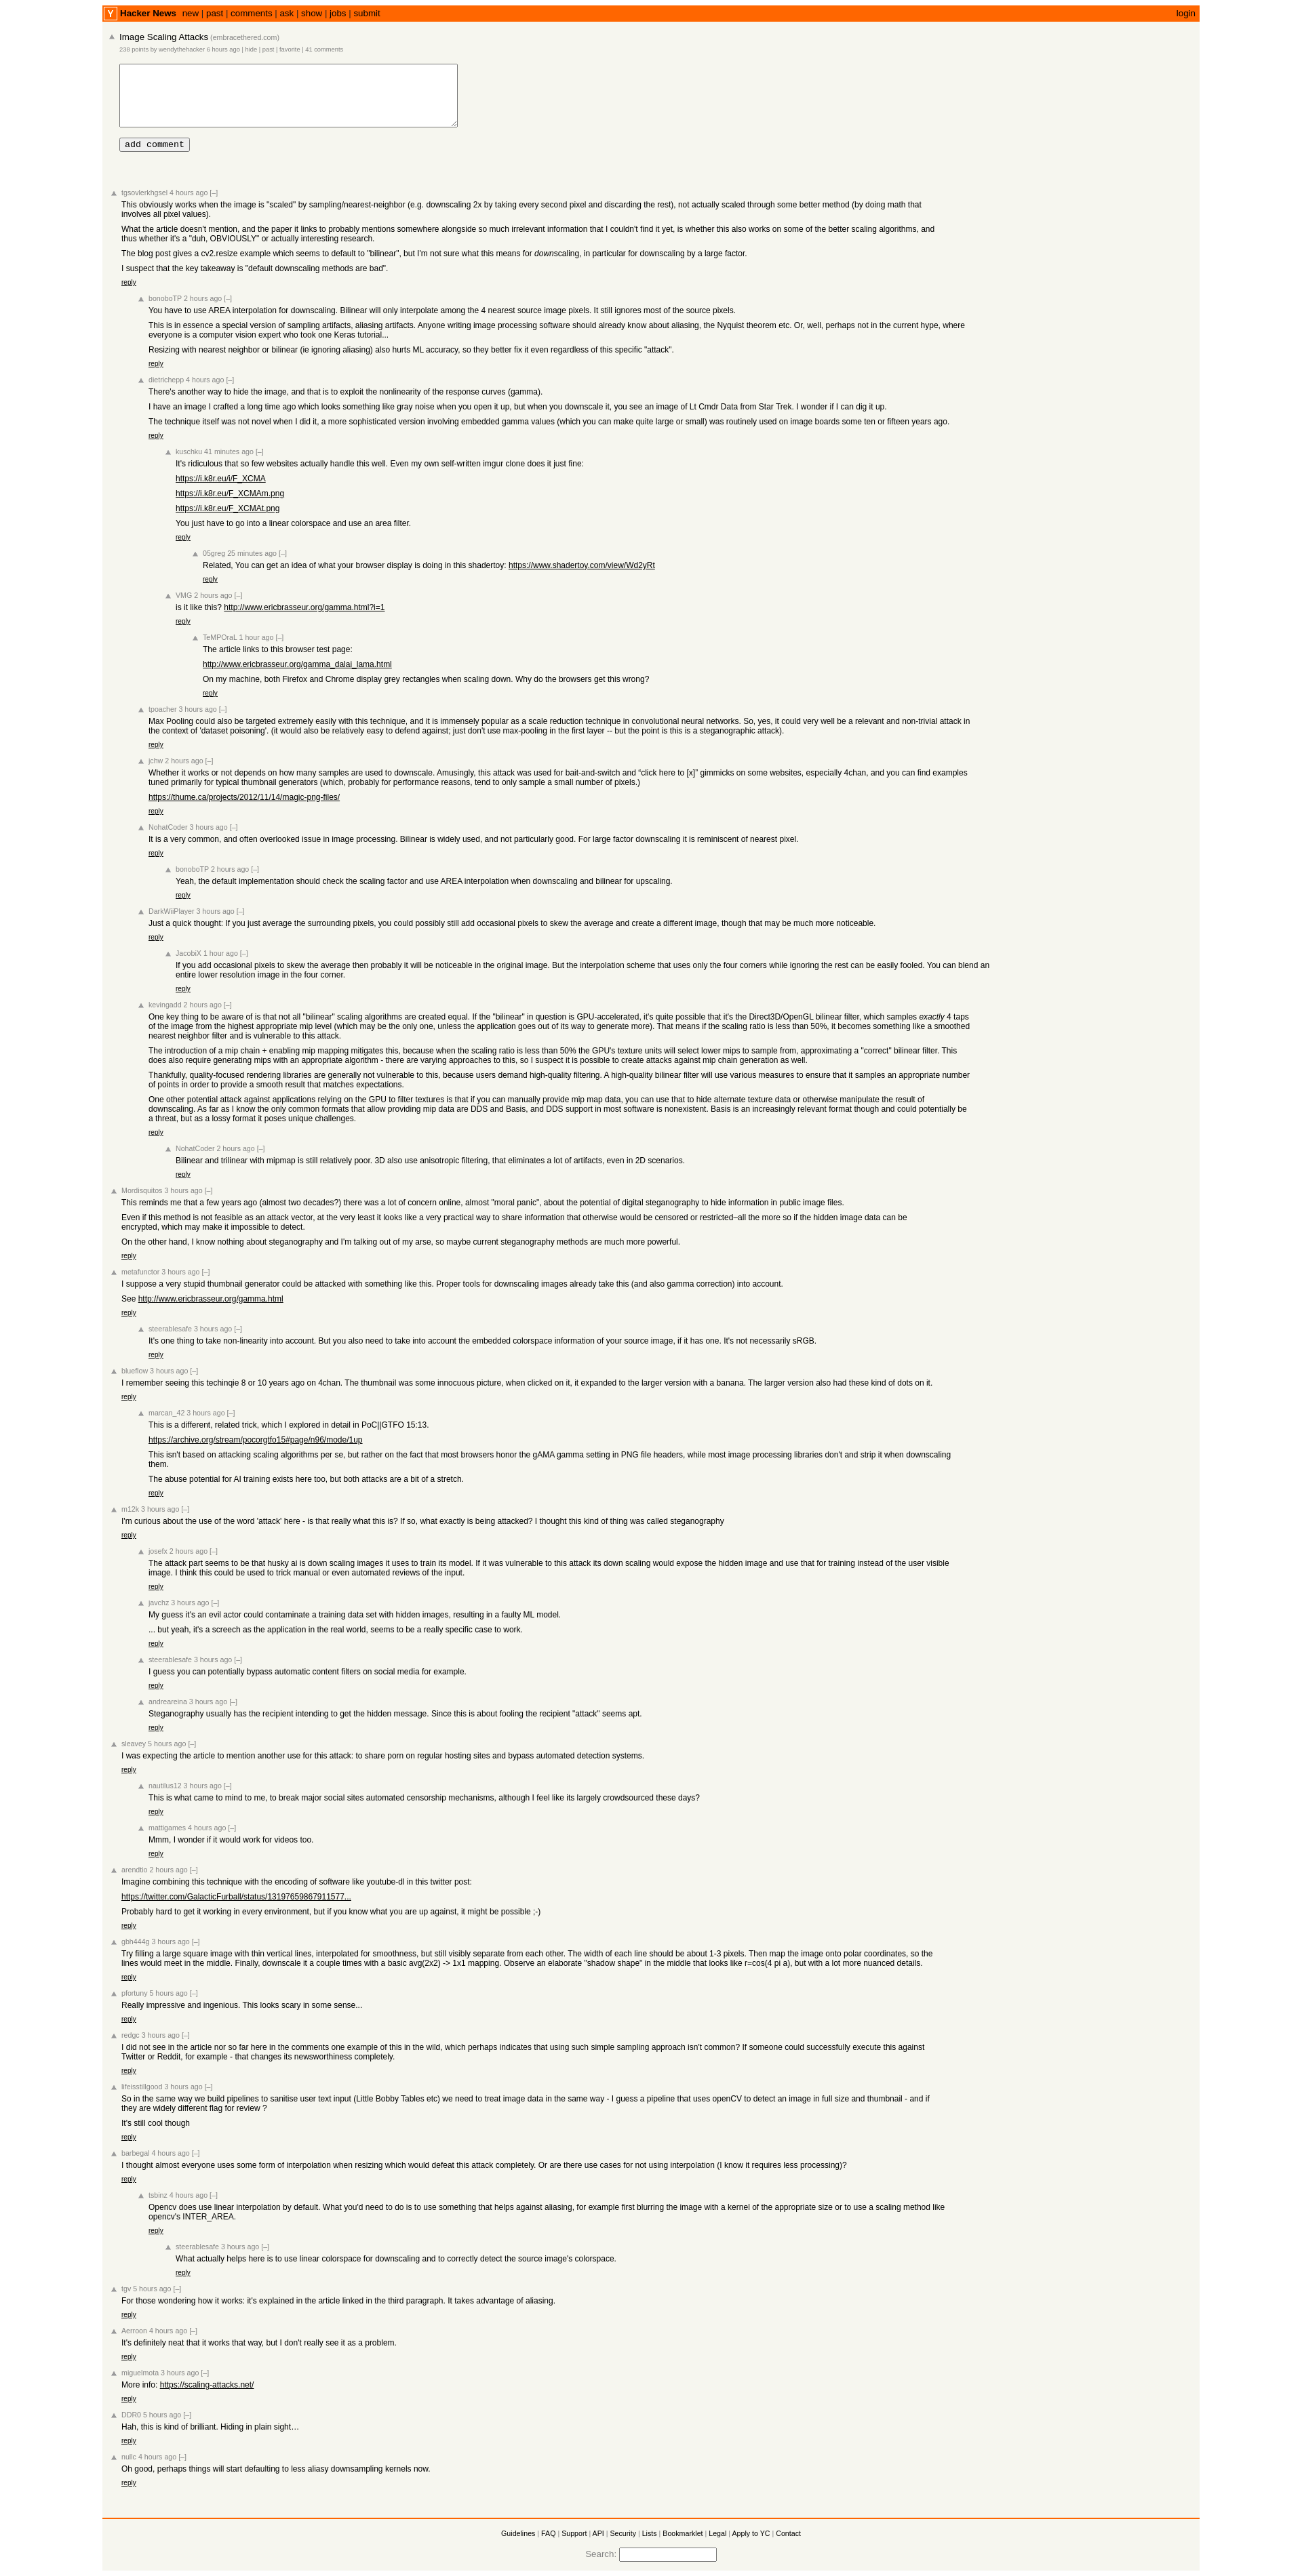 Y Hacker News new | past | comments | ask | show | jobs | submit login
Image Scaling Attacks (embracethered.com)
239 points by wendythehacker 6 hours ago | hide | past | favorite | 41 comments
add comment
tgsovlerkhgsel 4 hours ago [–]
This obviously works when the image is "scaled" by sampling/nearest-neighbor (e.g. downscaling 2x by taking every second pixel and discarding the rest), not actually scaled through some better method (by doing math that
involves all pixel values).
What the article doesn't mention, and the paper it links to probably mentions somewhere alongside so much irrelevant information that I couldn't find it yet, is whether this also works on some of the better scaling algorithms, and
thus whether it's a "duh, OBVIOUSLY" or actually interesting research.
The blog post gives a cv2.resize example which seems to default to "bilinear", but I'm not sure what this means for downscaling, in particular for downscaling by a large factor.
I suspect that the key takeaway is "default downscaling methods are bad".
reply
bonoboTP 2 hours ago [–]
You have to use AREA interpolation for downscaling. Bilinear will only interpolate among the 4 nearest source image pixels. It still ignores most of the source pixels.
This is in essence a special version of sampling artifacts, aliasing artifacts. Anyone writing image processing software should already know about aliasing, the Nyquist theorem etc. Or, well, perhaps not in the current hype, where
everyone is a computer vision expert who took one Keras tutorial...
Resizing with nearest neighbor or bilinear (ie ignoring aliasing) also hurts ML accuracy, so they better fix it even regardless of this specific "attack".
reply
dietrichepp 4 hours ago [–]
There's another way to hide the image, and that is to exploit the nonlinearity of the response curves (gamma).
I have an image I crafted a long time ago which looks something like gray noise when you open it up, but when you downscale it, you see an image of Lt Cmdr Data from Star Trek. I wonder if I can dig it up.
The technique itself was not novel when I did it, a more sophisticated version involving embedded gamma values (which you can make quite large or small) was routinely used on image boards some ten or fifteen years ago.
reply
kuschku 41 minutes ago [–]
It's ridiculous that so few websites actually handle this well. Even my own self-written imgur clone does it just fine:
https://i.k8r.eu/i/F_XCMA
https://i.k8r.eu/F_XCMAm.png
https://i.k8r.eu/F_XCMAt.png
You just have to go into a linear colorspace and use an area filter.
reply
05greg 25 minutes ago [–]
Related, You can get an idea of what your browser display is doing in this shadertoy: https://www.shadertoy.com/view/Wd2yRt
reply
VMG 2 hours ago [–]
is it like this? http://www.ericbrasseur.org/gamma.html?i=1
reply
TeMPOraL 1 hour ago [–]
The article links to this browser test page:
http://www.ericbrasseur.org/gamma_dalai_lama.html
On my machine, both Firefox and Chrome display grey rectangles when scaling down. Why do the browsers get this wrong?
reply
tpoacher 3 hours ago [–]
Max Pooling could also be targeted extremely easily with this technique, and it is immensely popular as a scale reduction technique in convolutional neural networks. So, yes, it could very well be a relevant and non-trivial attack in
the context of 'dataset poisoning'. (it would also be relatively easy to defend against; just don't use max-pooling in the first layer -- but the point is this is a steganographic attack).
reply
jchw 2 hours ago [–]
Whether it works or not depends on how many samples are used to downscale. Amusingly, this attack was used for bait-and-switch and “click here to [x]” gimmicks on some websites, especially 4chan, and you can find examples
tuned primarily for typical thumbnail generators (which, probably for performance reasons, tend to only sample a small number of pixels.)
https://thume.ca/projects/2012/11/14/magic-png-files/
reply
NohatCoder 3 hours ago [–]
It is a very common, and often overlooked issue in image processing. Bilinear is widely used, and not particularly good. For large factor downscaling it is reminiscent of nearest pixel.
reply
bonoboTP 2 hours ago [–]
Yeah, the default implementation should check the scaling factor and use AREA interpolation when downscaling and bilinear for upscaling.
reply
DarkWiiPlayer 3 hours ago [–]
Just a quick thought: If you just average the surrounding pixels, you could possibly still add occasional pixels to skew the average and create a different image, though that may be much more noticeable.
reply
JacobiX 1 hour ago [–]
If you add occasional pixels to skew the average then probably it will be noticeable in the original image. But the interpolation scheme that uses only the four corners while ignoring the rest can be easily fooled. You can blend an
entire lower resolution image in the four corner.
reply
kevingadd 2 hours ago [–]
One key thing to be aware of is that not all "bilinear" scaling algorithms are created equal. If the "bilinear" in question is GPU-accelerated, it's quite possible that it's the Direct3D/OpenGL bilinear filter, which samples exactly 4 taps
of the image from the highest appropriate mip level (which may be the only one, unless the application goes out of its way to generate more). That means if the scaling ratio is less than 50%, it becomes something like a smoothed
nearest neighbor filter and is vulnerable to this attack.
The introduction of a mip chain + enabling mip mapping mitigates this, because when the scaling ratio is less than 50% the GPU's texture units will select lower mips to sample from, approximating a "correct" bilinear filter. This
does also require generating mips with an appropriate algorithm - there are varying approaches to this, so I suspect it is possible to create attacks against mip chain generation as well.
Thankfully, quality-focused rendering libraries are generally not vulnerable to this, because users demand high-quality filtering. A high-quality bilinear filter will use various measures to ensure that it samples an appropriate number
of points in order to provide a smooth result that matches expectations.
One other potential attack against applications relying on the GPU to filter textures is that if you can manually provide mip map data, you can use that to hide alternate texture data or otherwise manipulate the result of
downscaling. As far as I know the only common formats that allow providing mip data are DDS and Basis, and DDS support in most software is nonexistent. Basis is an increasingly relevant format though and could potentially be
a threat, but as a lossy format it poses unique challenges.
reply
NohatCoder 2 hours ago [–]
Bilinear and trilinear with mipmap is still relatively poor. 3D also use anisotropic filtering, that eliminates a lot of artifacts, even in 2D scenarios.
reply
Mordisquitos 3 hours ago [–]
This reminds me that a few years ago (almost two decades?) there was a lot of concern online, almost "moral panic", about the potential of digital steganography to hide information in public image files.
Even if this method is not feasible as an attack vector, at the very least it looks like a very practical way to share information that otherwise would be censored or restricted–all the more so if the hidden image data can be
encrypted, which may make it impossible to detect.
On the other hand, I know nothing about steganography and I'm talking out of my arse, so maybe current steganography methods are much more powerful.
reply
metafunctor 3 hours ago [–]
I suppose a very stupid thumbnail generator could be attacked with something like this. Proper tools for downscaling images already take this (and also gamma correction) into account.
See http://www.ericbrasseur.org/gamma.html
reply
steerablesafe 3 hours ago [–]
It's one thing to take non-linearity into account. But you also need to take into account the embedded colorspace information of your source image, if it has one. It's not necessarily sRGB.
reply
blueflow 3 hours ago [–]
I remember seeing this techinqie 8 or 10 years ago on 4chan. The thumbnail was some innocuous picture, when clicked on it, it expanded to the larger version with a banana. The larger version also had these kind of dots on it.
reply
marcan_42 3 hours ago [–]
This is a different, related trick, which I explored in detail in PoC||GTFO 15:13.
https://archive.org/stream/pocorgtfo15#page/n96/mode/1up
This isn't based on attacking scaling algorithms per se, but rather on the fact that most browsers honor the gAMA gamma setting in PNG file headers, while most image processing libraries don't and strip it when downscaling
them.
The abuse potential for AI training exists here too, but both attacks are a bit of a stretch.
reply
m12k 3 hours ago [–]
I'm curious about the use of the word 'attack' here - is that really what this is? If so, what exactly is being attacked? I thought this kind of thing was called steganography
reply
josefx 2 hours ago [–]
The attack part seems to be that husky ai is down scaling images it uses to train its model. If it was vulnerable to this attack its down scaling would expose the hidden image and use that for training instead of the user visible
image. I think this could be used to trick manual or even automated reviews of the input.
reply
javchz 3 hours ago [–]
My guess it's an evil actor could contaminate a training data set with hidden images, resulting in a faulty ML model.
... but yeah, it's a screech as the application in the real world, seems to be a really specific case to work.
reply
steerablesafe 3 hours ago [–]
I guess you can potentially bypass automatic content filters on social media for example.
reply
andreareina 3 hours ago [–]
Steganography usually has the recipient intending to get the hidden message. Since this is about fooling the recipient "attack" seems apt.
reply
sleavey 5 hours ago [–]
I was expecting the article to mention another use for this attack: to share porn on regular hosting sites and bypass automated detection systems.
reply
nautilus12 3 hours ago [–]
This is what came to mind to me, to break major social sites automated censorship mechanisms, although I feel like its largely crowdsourced these days?
reply
mattigames 4 hours ago [–]
Mmm, I wonder if it would work for videos too.
reply
arendtio 2 hours ago [–]
Imagine combining this technique with the encoding of software like youtube-dl in this twitter post:
https://twitter.com/GalacticFurball/status/13197659867911577...
Probably hard to get it working in every environment, but if you know what you are up against, it might be possible ;-)
reply
gbh444g 3 hours ago [–]
Try filling a large square image with thin vertical lines, interpolated for smoothness, but still visibly separate from each other. The width of each line should be about 1-3 pixels. Then map the image onto polar coordinates, so the
lines would meet in the middle. Finally, downscale it a couple times with a basic avg(2x2) -> 1x1 mapping. Observe an elaborate "shadow shape" in the middle that looks like r=cos(4 pi a), but with a lot more nuanced details.
reply
pfortuny 5 hours ago [–]
Really impressive and ingenious. This looks scary in some sense...
reply
redgc 3 hours ago [–]
I did not see in the article nor so far here in the comments one example of this in the wild, which perhaps indicates that using such simple sampling approach isn't common? If someone could successfully execute this against
Twitter or Reddit, for example - that changes its newsworthiness completely.
reply
lifeisstillgood 3 hours ago [–]
So in the same way we build pipelines to sanitise user text input (Little Bobby Tables etc) we need to treat image data in the same way - I guess a pipeline that uses openCV to detect an image in full size and thumbnail - and if
they are widely different flag for review ?
It's still cool though
reply
barbegal 4 hours ago [–]
I thought almost everyone uses some form of interpolation when resizing which would defeat this attack completely. Or are there use cases for not using interpolation (I know it requires less processing)?
reply
tsbinz 4 hours ago [–]
Opencv does use linear interpolation by default. What you'd need to do is to use something that helps against aliasing, for example first blurring the image with a kernel of the appropriate size or to use a scaling method like
opencv's INTER_AREA.
reply
steerablesafe 3 hours ago [–]
What actually helps here is to use linear colorspace for downscaling and to correctly detect the source image's colorspace.
reply
tgv 5 hours ago [–]
For those wondering how it works: it's explained in the article linked in the third paragraph. It takes advantage of aliasing.
reply
Aerroon 4 hours ago [–]
It's definitely neat that it works that way, but I don't really see it as a problem.
reply
miguelmota 3 hours ago [–]
More info: https://scaling-attacks.net/
reply
DDR0 5 hours ago [–]
Hah, this is kind of brilliant. Hiding in plain sight…
reply
nullc 4 hours ago [–]
Oh good, perhaps things will start defaulting to less aliasy downsampling kernels now.
reply
Guidelines | FAQ | Support | API | Security | Lists | Bookmarklet | Legal | Apply to YC | Contact
Search: